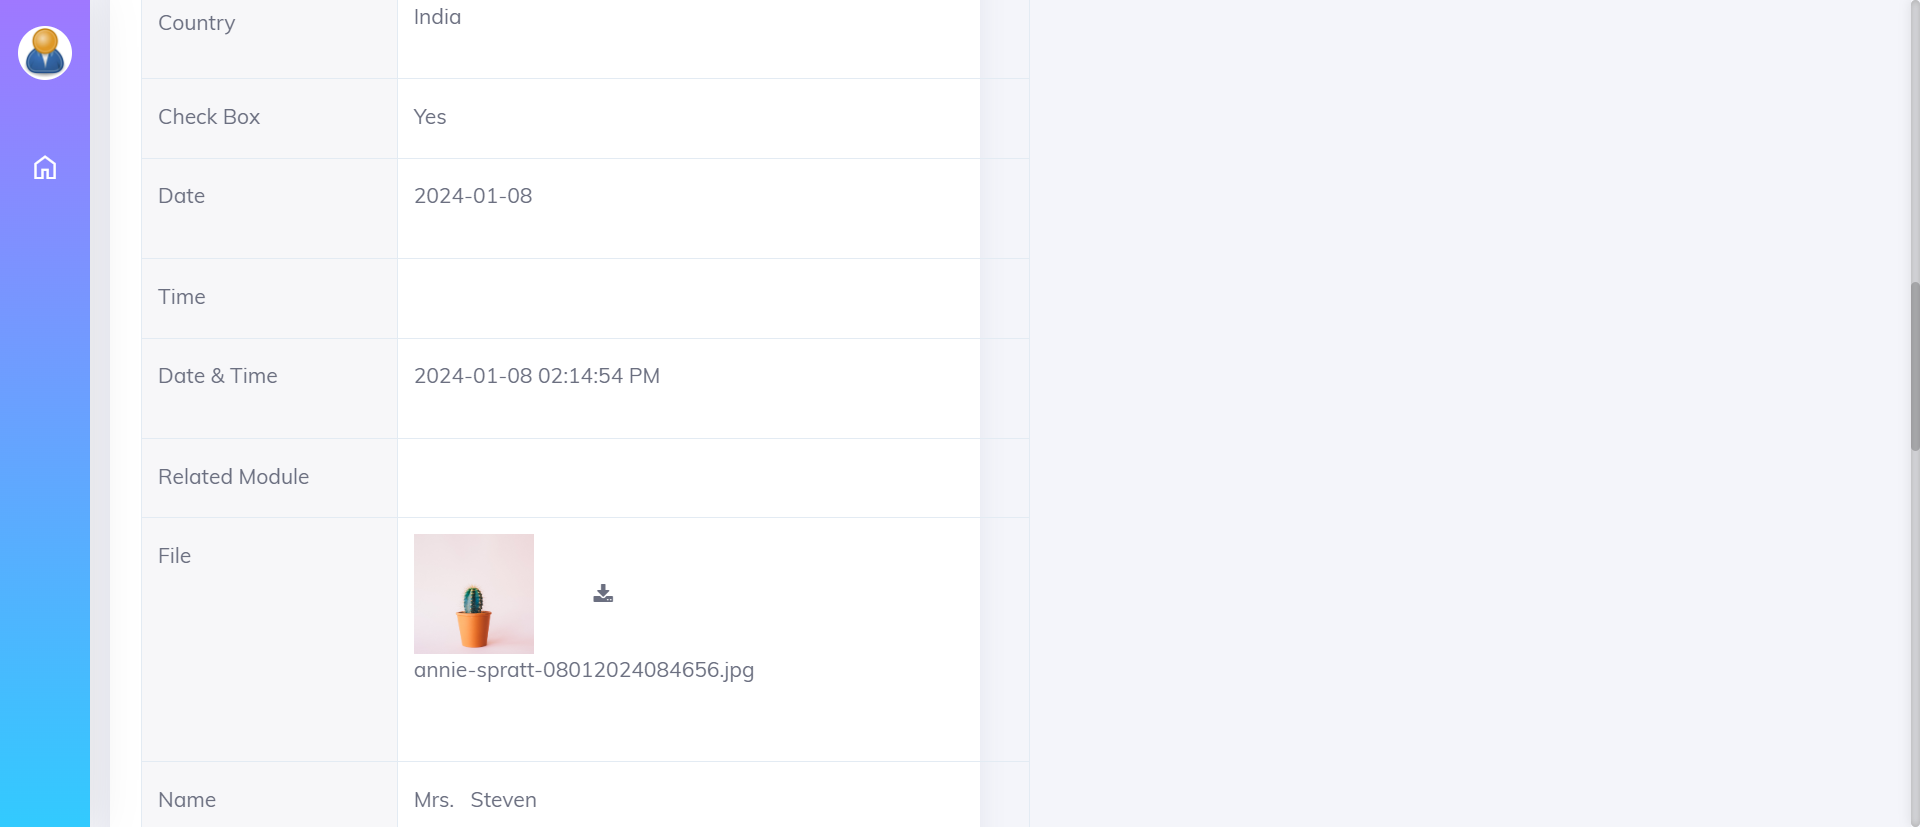 Country India
Check Box Yes
Date 2024-01-08
Time
Date & Time 2024-01-08 02:14:54 PM
Related Module
File
annie-spratt-08012024084656.jpg
Name Mrs. Steven